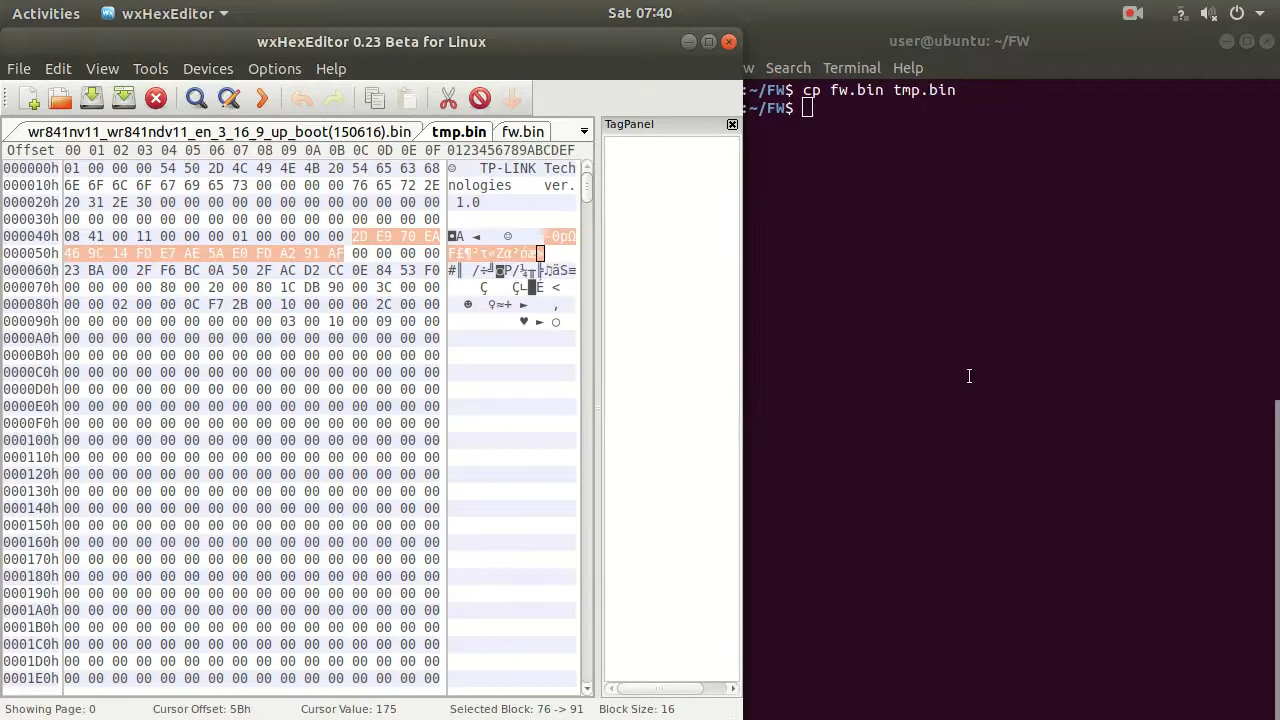 Activities wxHexEditor Sat 07:40
wxHexEditor 0.23 Beta for Linux
user@ubuntu: ~/FW
File Edit View Tools Devices Options Help
w Search Terminal Help
:~/FW$ cp fw.bin tmp.bin
:~/FW$
wr841nv11_wr841ndv11_en_3_16_9_up_boot(150616).bin tmp.bin fw.bin
TagPanel
Offset 00 01 02 03 04 05 06 07 08 09 0A 0B 0C 0D 0E 0F 0123456789ABCDEF
000000h 01 00 00 00 54 50 2D 4C 49 4E 4B 20 54 65 63 68 ☺ TP-LINK Tech
000010h 6E 6F 6C 6F 67 69 65 73 00 00 00 00 76 65 72 2E nologies ver.
000020h 20 31 2E 30 00 00 00 00 00 00 00 00 00 00 00 00 1.0
000030h 00 00 00 00 00 00 00 00 00 00 00 00 00 00 00 00
000040h 08 41 00 11 00 00 00 01 00 00 00 00 2D E9 70 EA ◘A ◄ ☺ -θpΩ
000050h 46 9C 14 FD E7 AE 5A E0 FD A2 91 AF 00 00 00 00 F£¶²τ«Zα²óæ»
000060h 23 BA 00 2F F6 BC 0A 50 2F AC D2 CC 0E 84 53 F0 #║ /÷╝◙P/¼╥╠♫äS≡
000070h 00 00 00 00 80 00 20 00 80 1C DB 90 00 3C 00 00 Ç Ç∟█É <
000080h 00 00 02 00 00 0C F7 2B 00 10 00 00 00 2C 00 00 ☻ ♀≈+ ► ,
000090h 00 00 00 00 00 00 00 00 00 03 00 10 00 09 00 00 ♥ ► ○
0000A0h 00 00 00 00 00 00 00 00 00 00 00 00 00 00 00 00
0000B0h 00 00 00 00 00 00 00 00 00 00 00 00 00 00 00 00
0000C0h 00 00 00 00 00 00 00 00 00 00 00 00 00 00 00 00
0000D0h 00 00 00 00 00 00 00 00 00 00 00 00 00 00 00 00
0000E0h 00 00 00 00 00 00 00 00 00 00 00 00 00 00 00 00
0000F0h 00 00 00 00 00 00 00 00 00 00 00 00 00 00 00 00
000100h 00 00 00 00 00 00 00 00 00 00 00 00 00 00 00 00
000110h 00 00 00 00 00 00 00 00 00 00 00 00 00 00 00 00
000120h 00 00 00 00 00 00 00 00 00 00 00 00 00 00 00 00
000130h 00 00 00 00 00 00 00 00 00 00 00 00 00 00 00 00
000140h 00 00 00 00 00 00 00 00 00 00 00 00 00 00 00 00
000150h 00 00 00 00 00 00 00 00 00 00 00 00 00 00 00 00
000160h 00 00 00 00 00 00 00 00 00 00 00 00 00 00 00 00
000170h 00 00 00 00 00 00 00 00 00 00 00 00 00 00 00 00
000180h 00 00 00 00 00 00 00 00 00 00 00 00 00 00 00 00
000190h 00 00 00 00 00 00 00 00 00 00 00 00 00 00 00 00
0001A0h 00 00 00 00 00 00 00 00 00 00 00 00 00 00 00 00
0001B0h 00 00 00 00 00 00 00 00 00 00 00 00 00 00 00 00
0001C0h 00 00 00 00 00 00 00 00 00 00 00 00 00 00 00 00
0001D0h 00 00 00 00 00 00 00 00 00 00 00 00 00 00 00 00
0001E0h 00 00 00 00 00 00 00 00 00 00 00 00 00 00 00 00
Showing Page: 0 Cursor Offset: 5Bh Cursor Value: 175 Selected Block: 76 -> 91 Block Size: 16